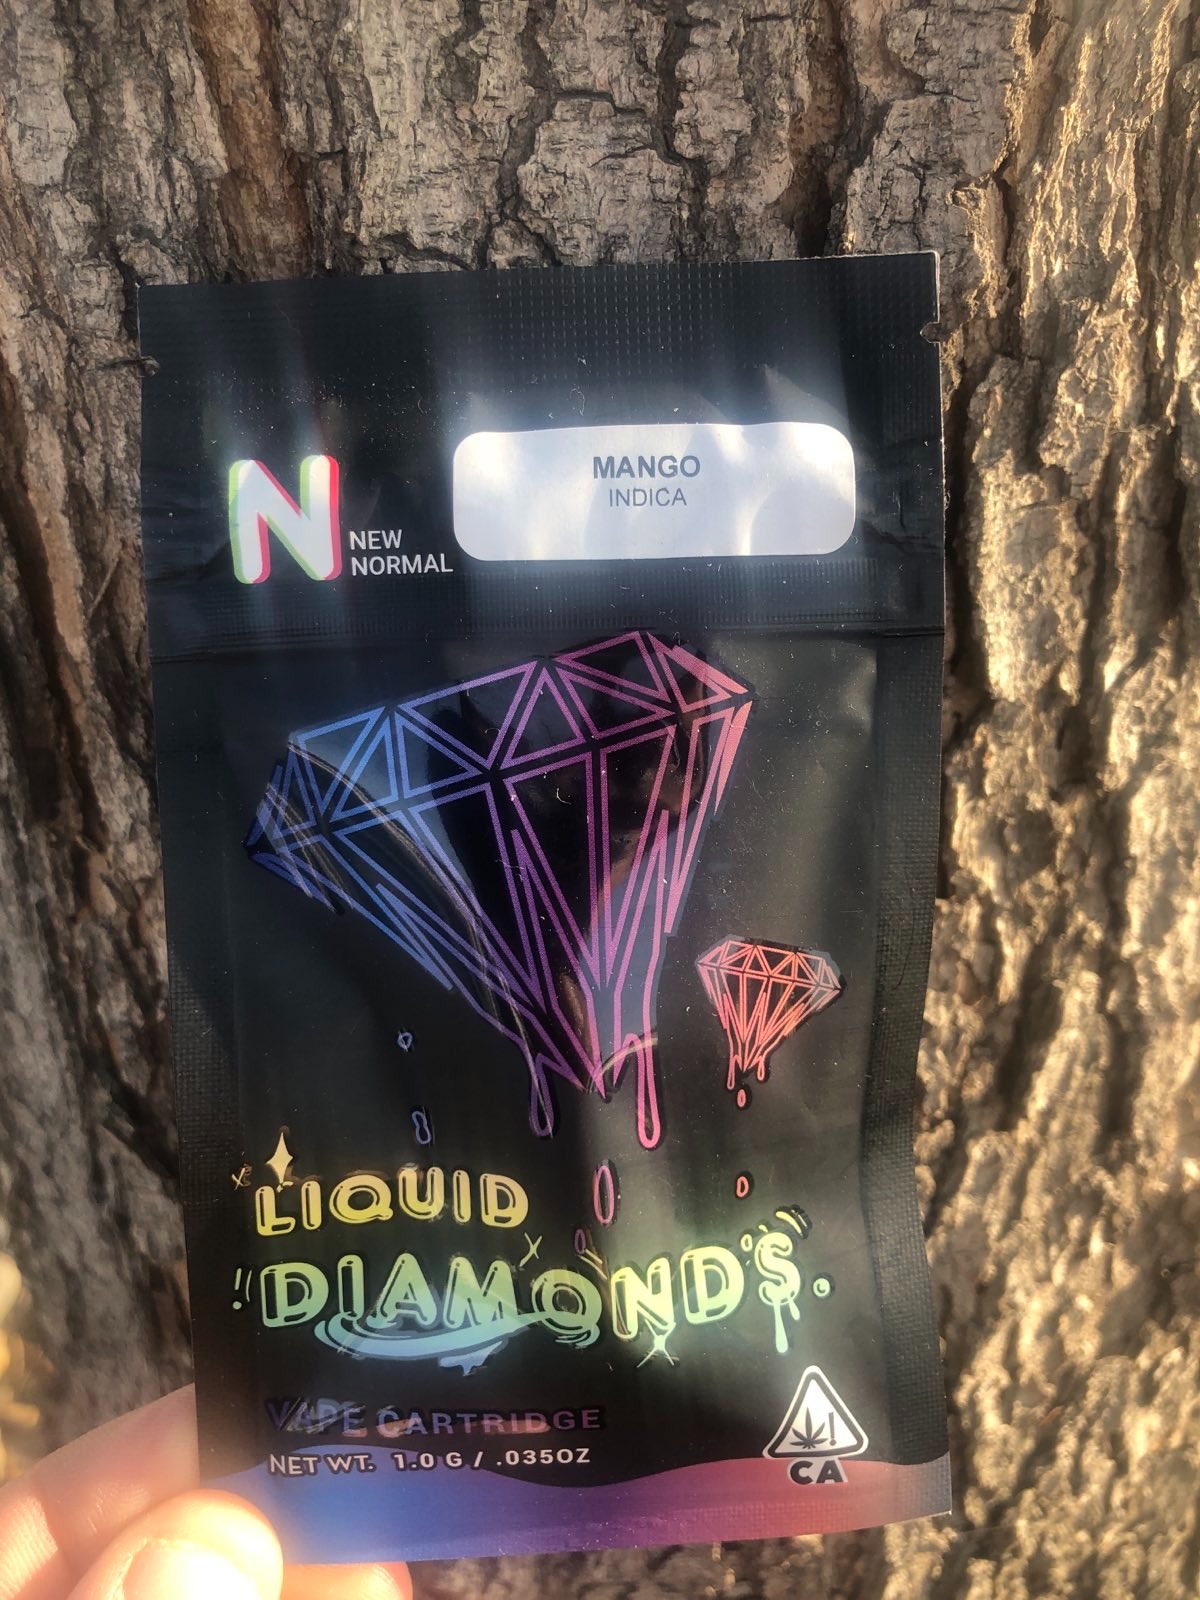 N
NEW
NORMAL
MANGO
INDICA
LIQUID
DIAMONDS
VAPE CARTRIDGE
NET WT. 1.0 G / .035OZ
!
CA